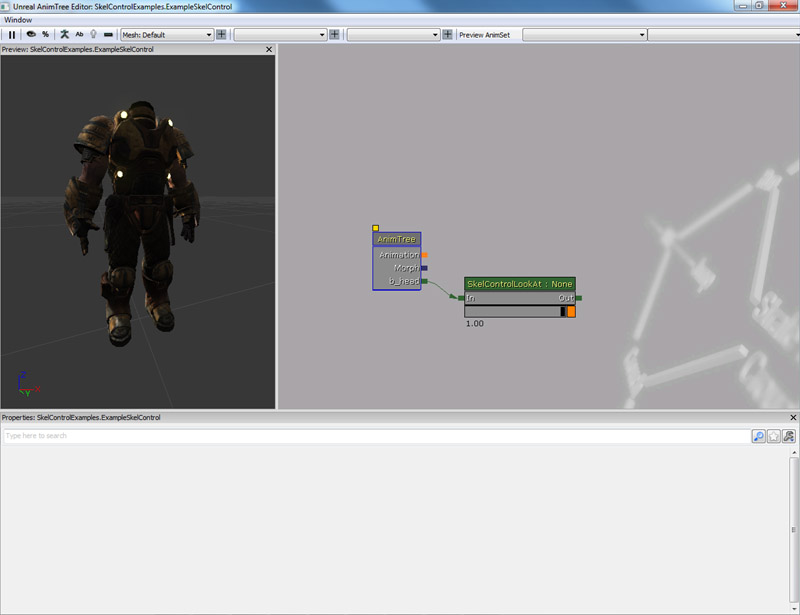 Unreal AnimTree Editor: SkelControlExamples.ExampleSkelControl
Window
Ab Mesh: Default Preview AnimSet
Preview: SkelControlExamples.ExampleSkelControl
AnimTree
Animation
Morph
b_head
SkelControlLookAt : None
In Out
1.00
Z
X
Y
Properties: SkelControlExamples.ExampleSkelControl
Type here to search